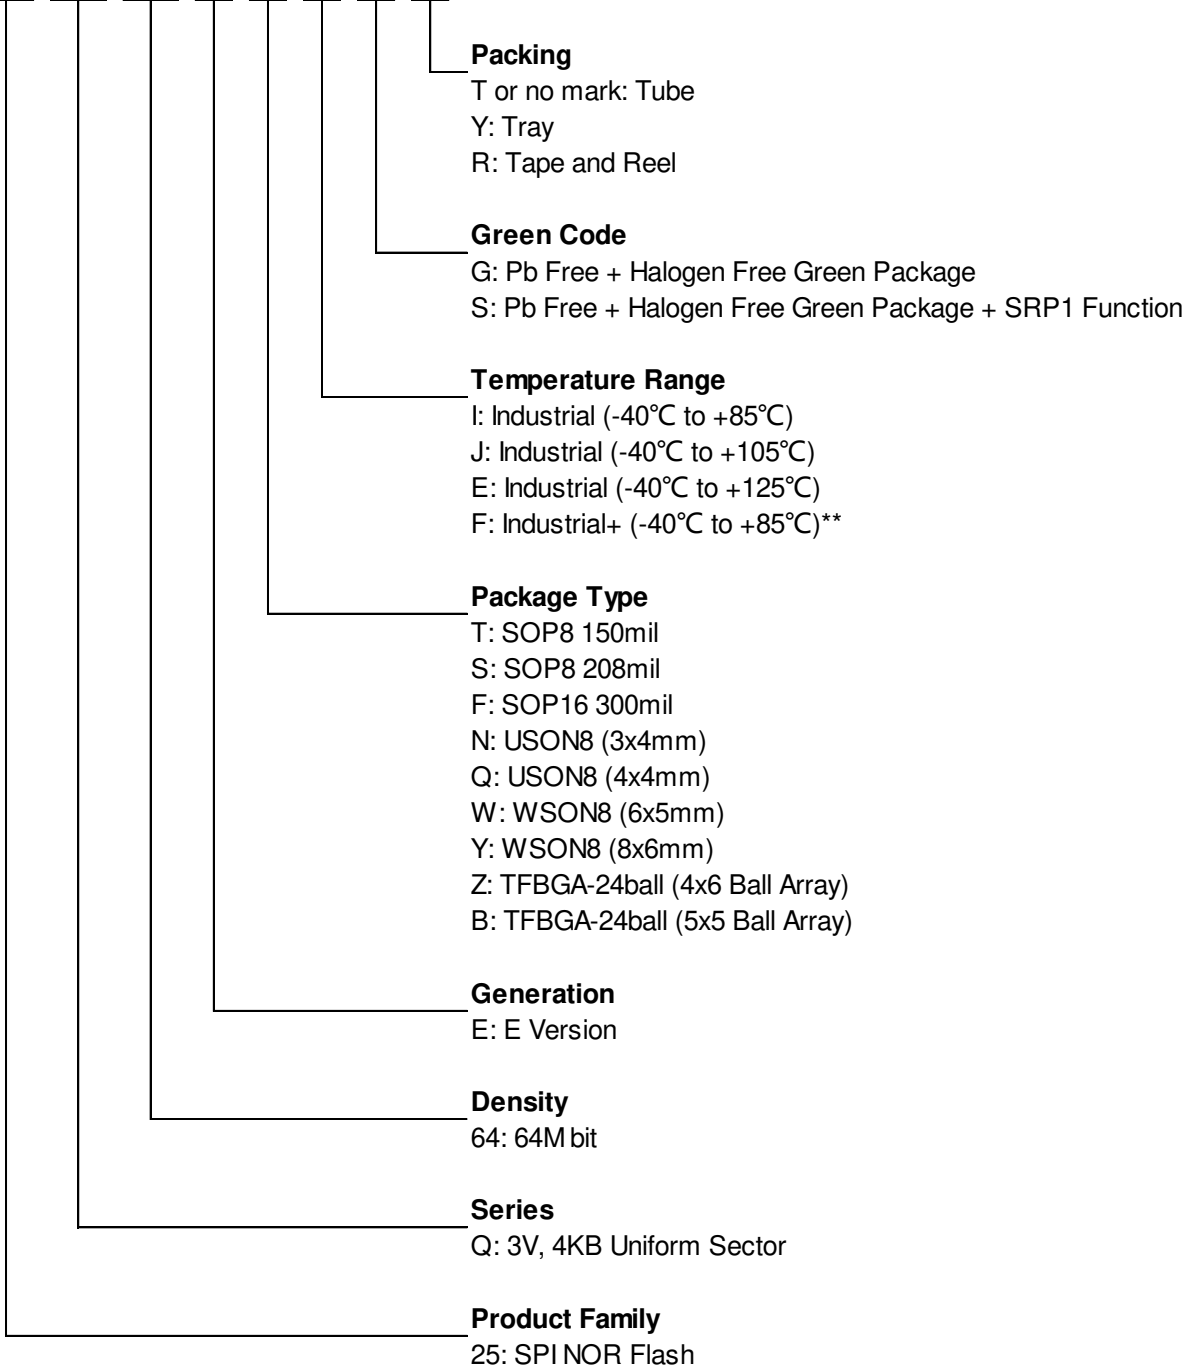 Packing
T or no mark: Tube
Y: Tray
R: Tape and Reel
Green Code
G: Pb Free + Halogen Free Green Package
S: Pb Free + Halogen Free Green Package + SRP1 Function
Temperature Range
I: Industrial (-40℃ to +85℃)
J: Industrial (-40℃ to +105℃)
E: Industrial (-40℃ to +125℃)
F: Industrial+ (-40℃ to +85℃)**
Package Type
T: SOP8 150mil
S: SOP8 208mil
F: SOP16 300mil
N: USON8 (3x4mm)
Q: USON8 (4x4mm)
W: WSON8 (6x5mm)
Y: WSON8 (8x6mm)
Z: TFBGA-24ball (4x6 Ball Array)
B: TFBGA-24ball (5x5 Ball Array)
Generation
E: E Version
Density
64: 64M bit
Series
Q: 3V, 4KB Uniform Sector
Product Family
25: SPI NOR Flash